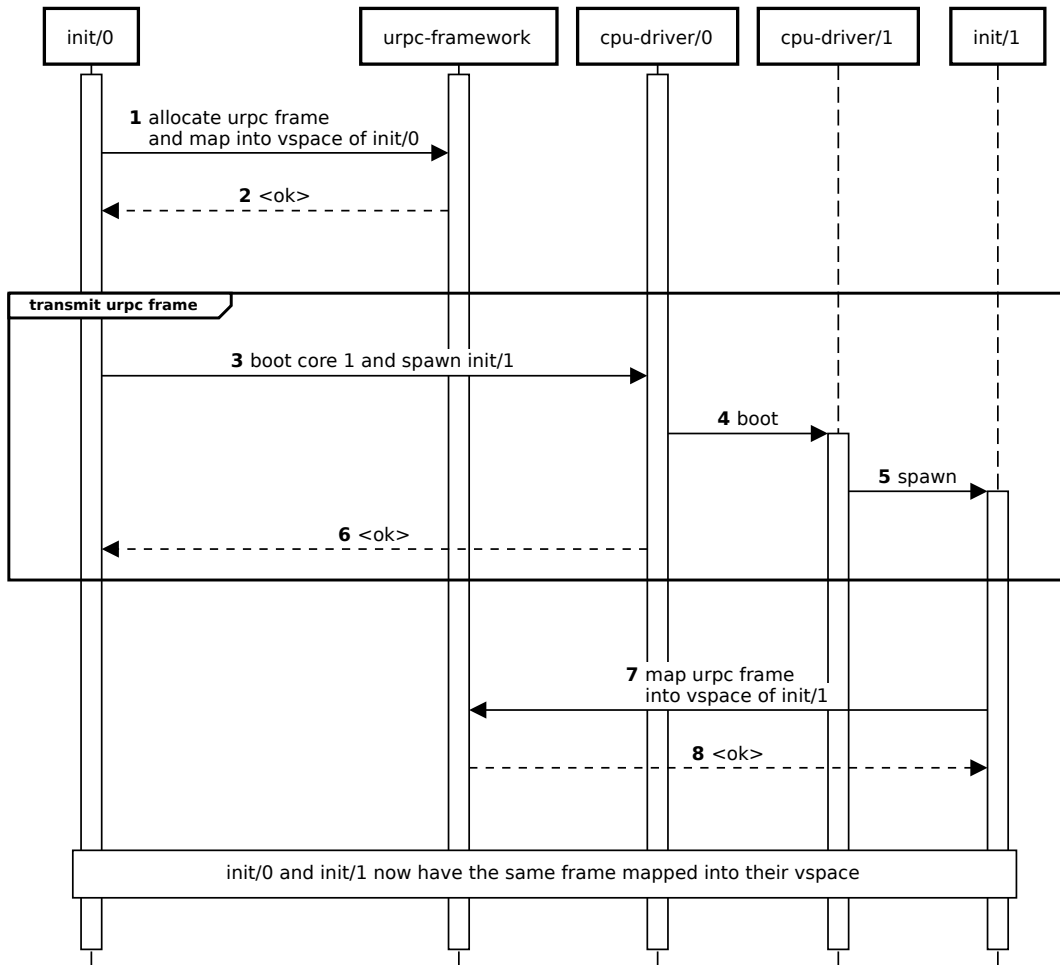 init/0
urpc-framework
cpu-driver/0
cpu-driver/1
init/1
1 allocate urpc frame
and map into vspace of init/0
2 <ok>
transmit urpc frame
3 boot core 1 and spawn init/1
4 boot
5 spawn
6 <ok>
7 map urpc frame
into vspace of init/1
8 <ok>
init/0 and init/1 now have the same frame mapped into their vspace